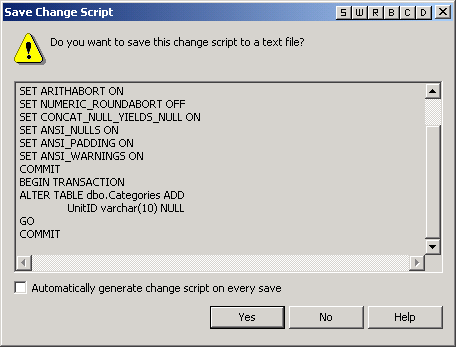 Save Change Script
S W R B C D
Do you want to save this change script to a text file?
SET ARITHABORT ON
SET NUMERIC_ROUNDABORT OFF
SET CONCAT_NULL_YIELDS_NULL ON
SET ANSI_NULLS ON
SET ANSI_PADDING ON
SET ANSI_WARNINGS ON
COMMIT
BEGIN TRANSACTION
ALTER TABLE dbo.Categories ADD
UnitID varchar(10) NULL
GO
COMMIT
Automatically generate change script on every save
Yes No Help